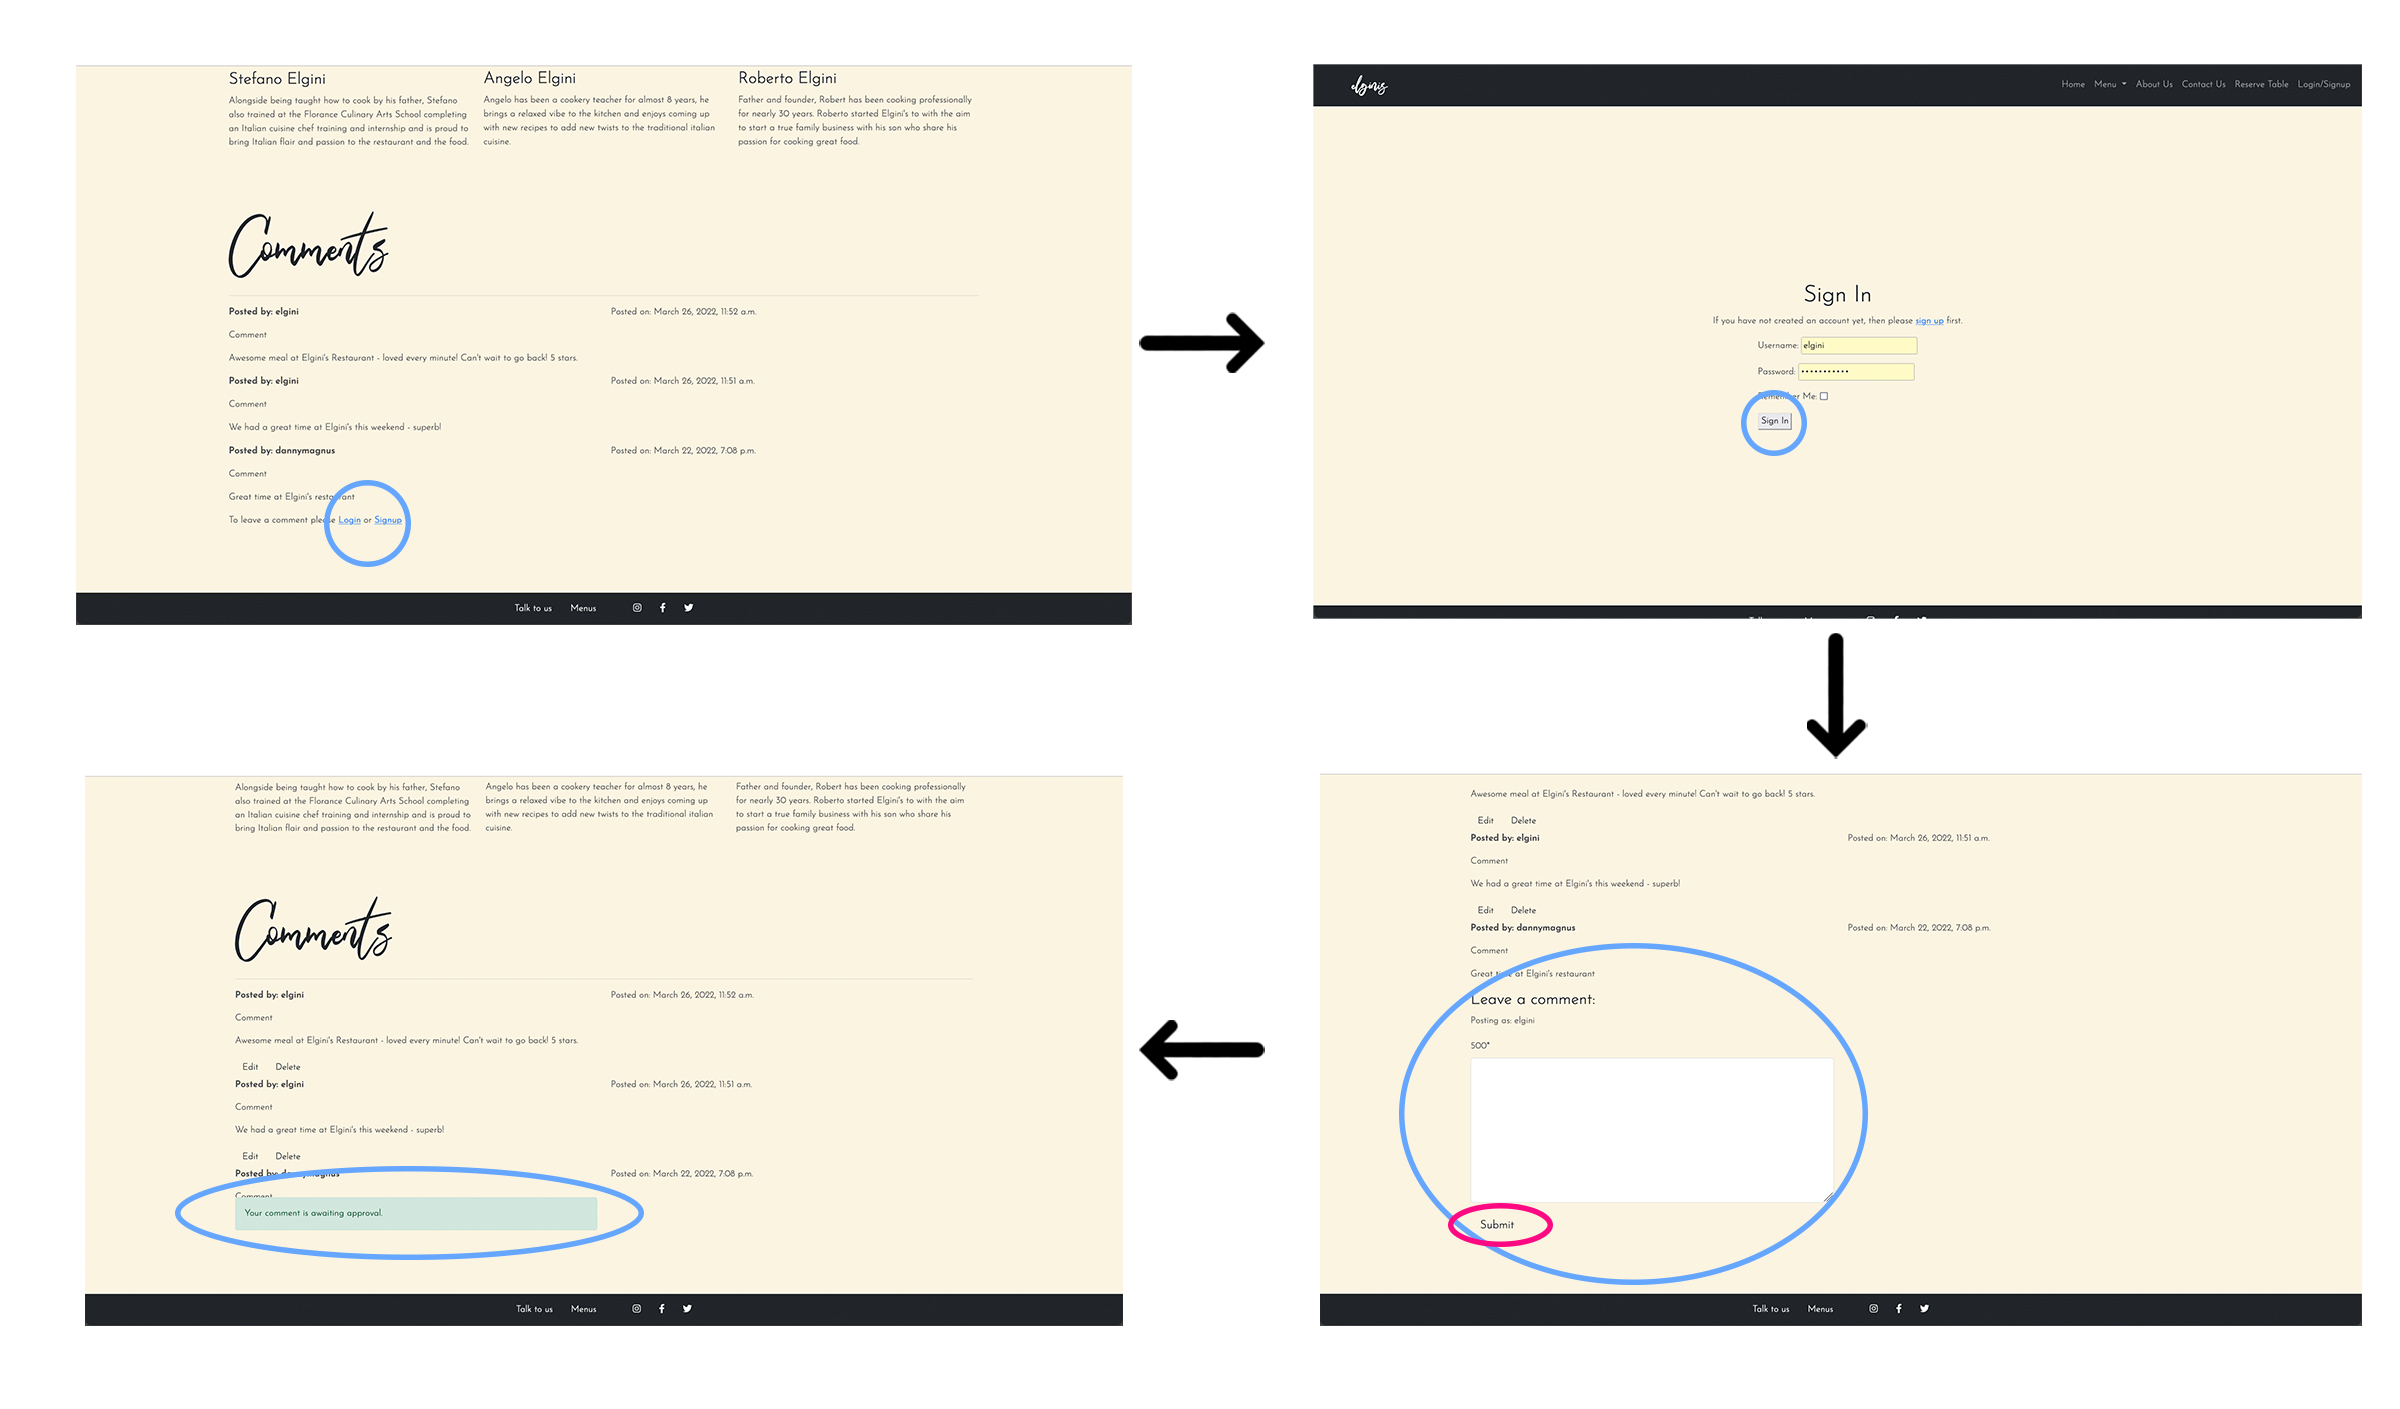 Stefano Elgini
Alongside being taught how to cook by his father, Stefano
also trained at the Florance Culinary Arts School completing
an Italian cuisine chef training and internship and is proud to
bring Italian flair and passion to the restaurant and the food.
Angelo Elgini
Angelo has been a cookery teacher for almost 8 years, he
brings a relaxed vibe to the kitchen and enjoys coming up
with new recipes to add new twists to the traditional italian
cuisine.
Roberto Elgini
Father and founder, Robert has been cooking professionally
for nearly 30 years. Roberto started Elgini's to with the aim
to start a true family business with his son who share his
passion for cooking great food.
Comments
Posted by: elgini Posted on: March 26, 2022, 11:52 a.m.
Comment
Awesome meal at Elgini's Restaurant - loved every minute! Can't wait to go back! 5 stars.
Posted by: elgini Posted on: March 26, 2022, 11:51 a.m.
Comment
We had a great time at Elgini's this weekend - superb!
Posted by: dannymagnus Posted on: March 22, 2022, 7:08 p.m.
Comment
Great time at Elgini's restaurant
To leave a comment please Login or Signup
Talk to us Menus
elginis Home Menu About Us Contact Us Reserve Table Login/Signup
Sign In
If you have not created an account yet, then please sign up first.
Username: elgini
Password: •••••••••••
Remember Me:
Sign In
Awesome meal at Elgini's Restaurant - loved every minute! Can't wait to go back! 5 stars.
Edit Delete
Posted by: elgini Posted on: March 26, 2022, 11:51 a.m.
Comment
We had a great time at Elgini's this weekend - superb!
Edit Delete
Posted by: dannymagnus Posted on: March 22, 2022, 7:08 p.m.
Comment
Great time at Elgini's restaurant
Leave a comment:
Posting as: elgini
500*
Submit
Talk to us Menus
Alongside being taught how to cook by his father, Stefano
also trained at the Florance Culinary Arts School completing
an Italian cuisine chef training and internship and is proud to
bring Italian flair and passion to the restaurant and the food.
Angelo has been a cookery teacher for almost 8 years, he
brings a relaxed vibe to the kitchen and enjoys coming up
with new recipes to add new twists to the traditional italian
cuisine.
Father and founder, Robert has been cooking professionally
for nearly 30 years. Roberto started Elgini's to with the aim
to start a true family business with his son who share his
passion for cooking great food.
Comments
Posted by: elgini Posted on: March 26, 2022, 11:52 a.m.
Comment
Awesome meal at Elgini's Restaurant - loved every minute! Can't wait to go back! 5 stars.
Edit Delete
Posted by: elgini Posted on: March 26, 2022, 11:51 a.m.
Comment
We had a great time at Elgini's this weekend - superb!
Edit Delete
Posted by: dannymagnus Posted on: March 22, 2022, 7:08 p.m.
Comment
Your comment is awaiting approval.
Talk to us Menus